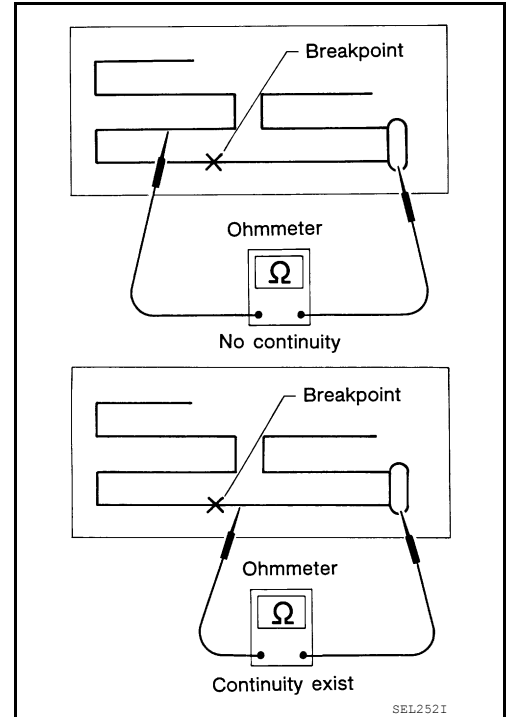 Breakpoint
Ohmmeter
Ω
No continuity
Breakpoint
Ohmmeter
Ω
Continuity exist
SEL252I